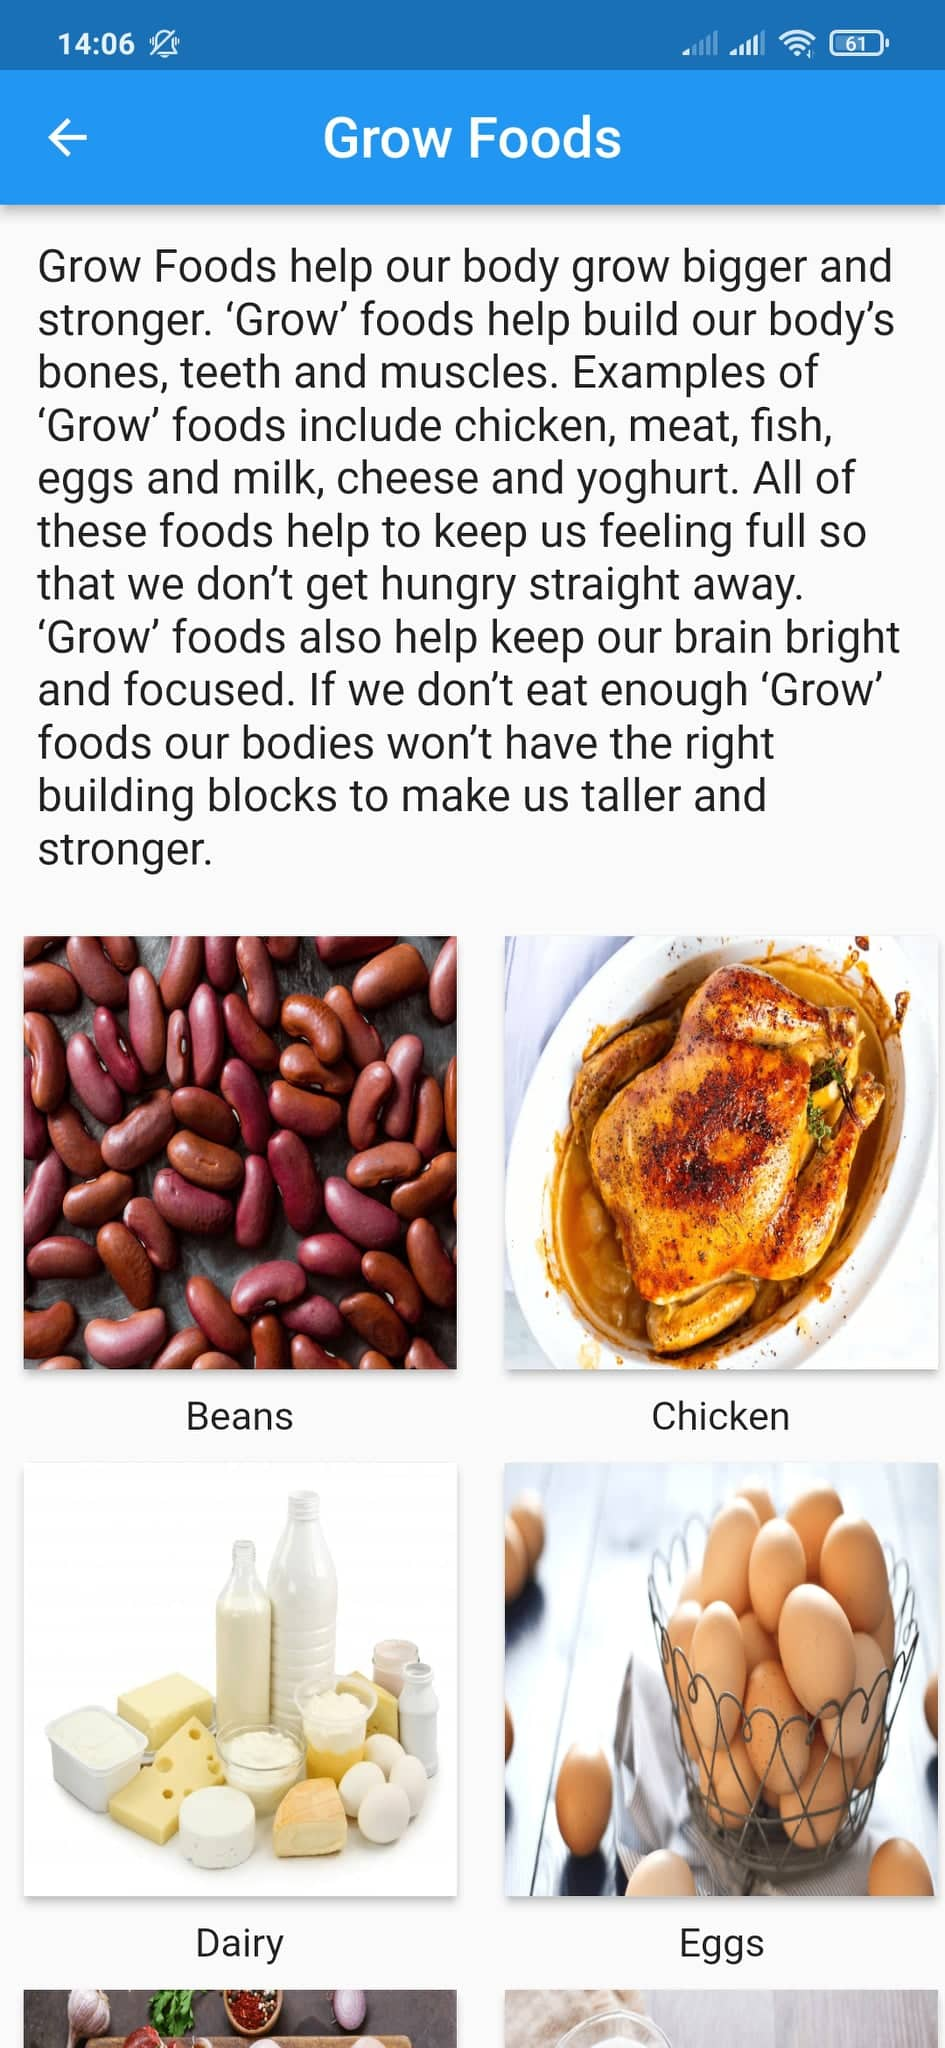 14:06
61
Grow Foods
Grow Foods help our body grow bigger and
stronger. ‘Grow’ foods help build our body’s
bones, teeth and muscles. Examples of
‘Grow’ foods include chicken, meat, fish,
eggs and milk, cheese and yoghurt. All of
these foods help to keep us feeling full so
that we don’t get hungry straight away.
‘Grow’ foods also help keep our brain bright
and focused. If we don’t eat enough ‘Grow’
foods our bodies won’t have the right
building blocks to make us taller and
stronger.
Beans
Chicken
Dairy
Eggs